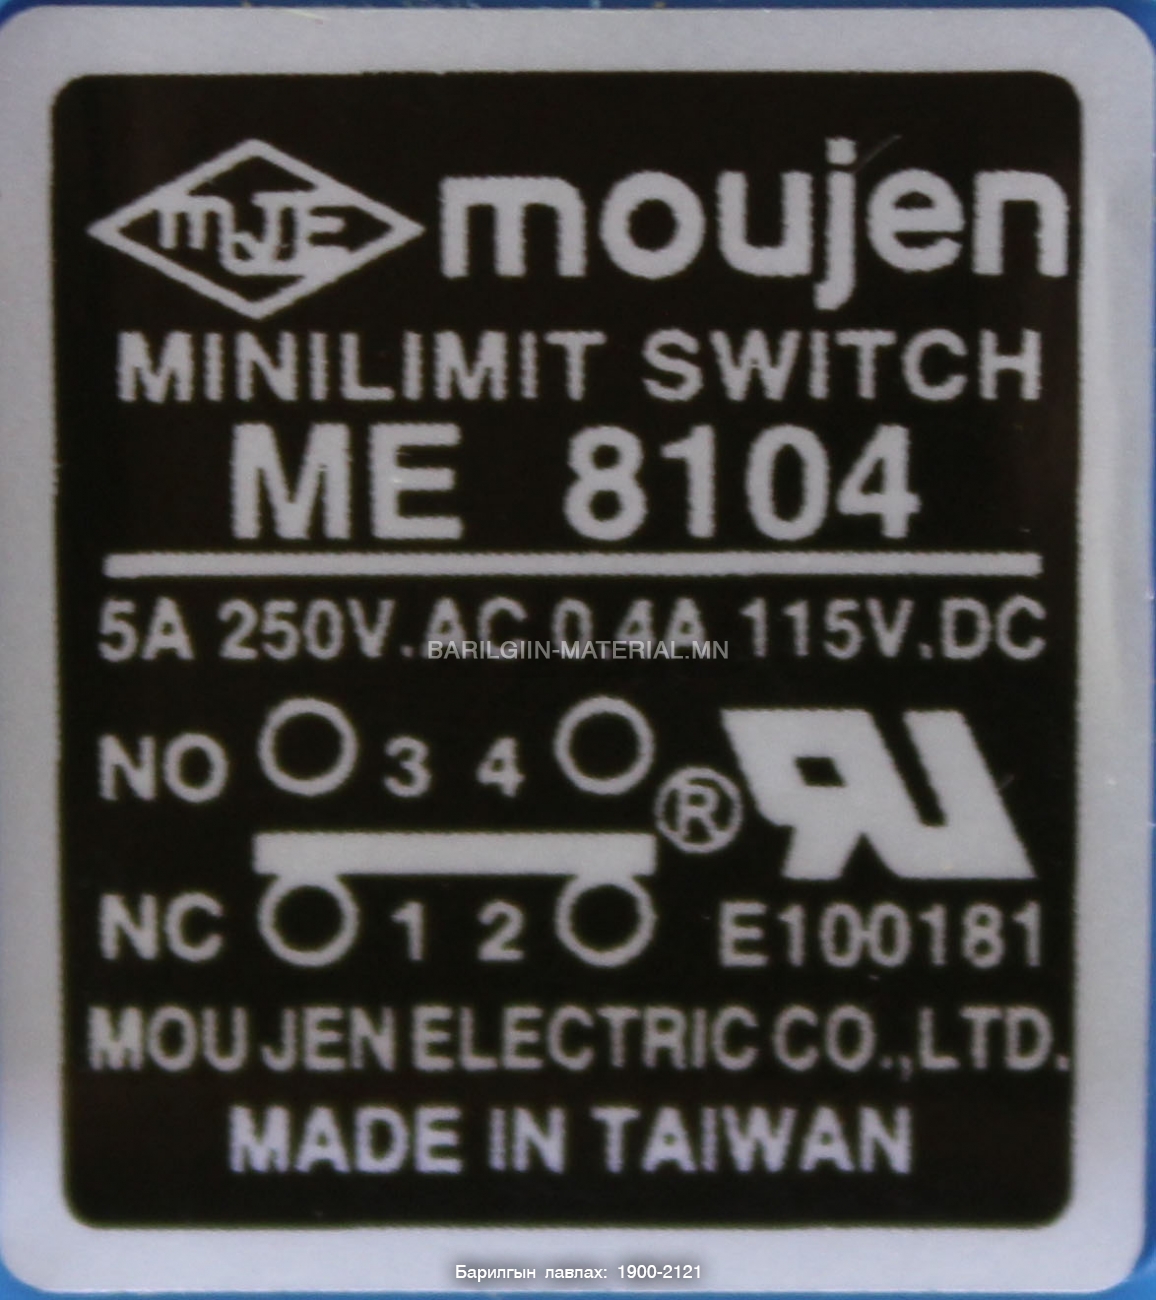 MJE moujen
MINILIMIT SWITCH
ME 8104
5A 250V.AC 0.4A 115V.DC
BARILGIIN-MATERIAL.MN
NO 3 4 ® RU
NC 1 2 E100181
MOU JEN ELECTRIC CO.,LTD.
MADE IN TAIWAN
Барилгын лавлах: 1900-2121